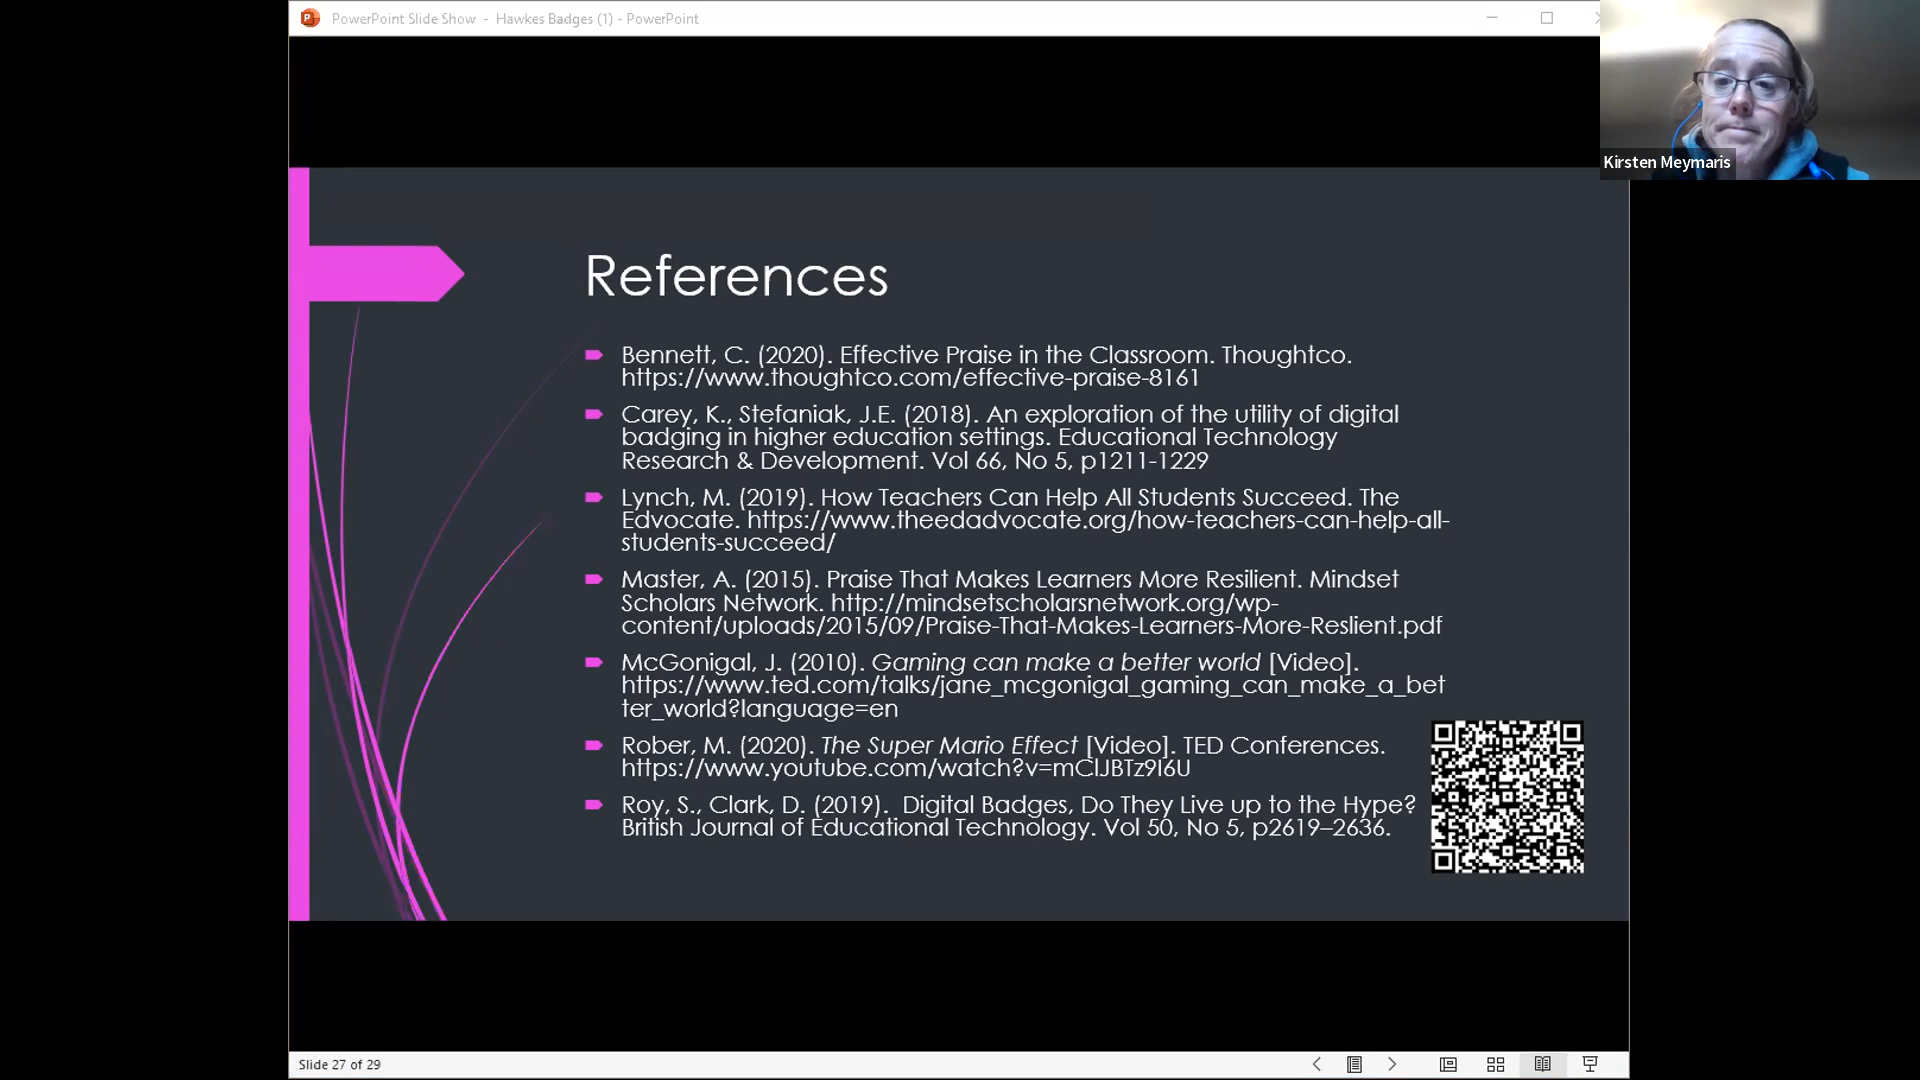 PowerPoint Slide Show - Hawkes Badges (1) - PowerPoint
Kirsten Meymaris
References
Bennett, C. (2020). Effective Praise in the Classroom. Thoughtco.
https://www.thoughtco.com/effective-praise-8161
Carey, K., Stefaniak, J.E. (2018). An exploration of the utility of digital
badging in higher education settings. Educational Technology
Research & Development. Vol 66, No 5, p1211-1229
Lynch, M. (2019). How Teachers Can Help All Students Succeed. The
Edvocate. https://www.theedadvocate.org/how-teachers-can-help-all-
students-succeed/
Master, A. (2015). Praise That Makes Learners More Resilient. Mindset
Scholars Network. http://mindsetscholarsnetwork.org/wp-
content/uploads/2015/09/Praise-That-Makes-Learners-More-Reslient.pdf
McGonigal, J. (2010). Gaming can make a better world [Video].
https://www.ted.com/talks/jane_mcgonigal_gaming_can_make_a_bet
ter_world?language=en
Rober, M. (2020). The Super Mario Effect [Video]. TED Conferences.
https://www.youtube.com/watch?v=mClJBTz9I6U
Roy, S., Clark, D. (2019).  Digital Badges, Do They Live up to the Hype?
British Journal of Educational Technology. Vol 50, No 5, p2619–2636.
Slide 27 of 29